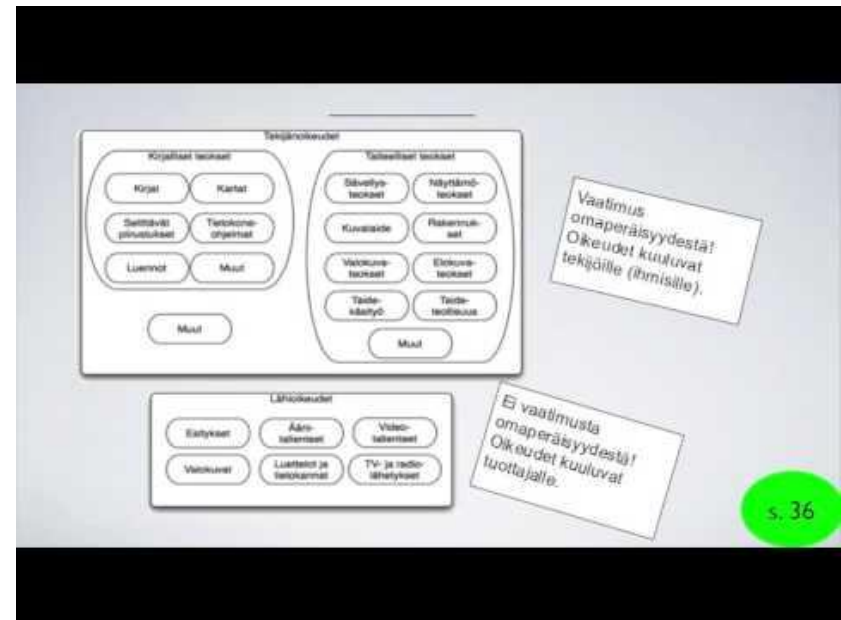 Tekijänoikeudet
Kirjalliset teokset
Kirjat
Kartat
Selittävät
piirustukset
Tietokone-
ohjelmat
Luennot
Muut
Muut
Taiteelliset teokset
Sävellys-
teokset
Näyttämö-
teokset
Kuvataide
Rakennuk-
set
Valokuva-
teokset
Elokuva-
teokset
Taide-
käsityö
Taide-
teollisuus
Muut
Vaatimus
omaperäisyydestä!
Oikeudet kuuluvat
tekijöille (ihmisille).
Lähioikeudet
Esitykset
Ääni-
tallenteet
Video-
tallenteet
Valokuvat
Luettelot ja
tietokannat
TV- ja radio-
lähetykset
Ei vaatimusta
omaperäisyydestä!
Oikeudet kuuluvat
tuottajalle.
s. 36